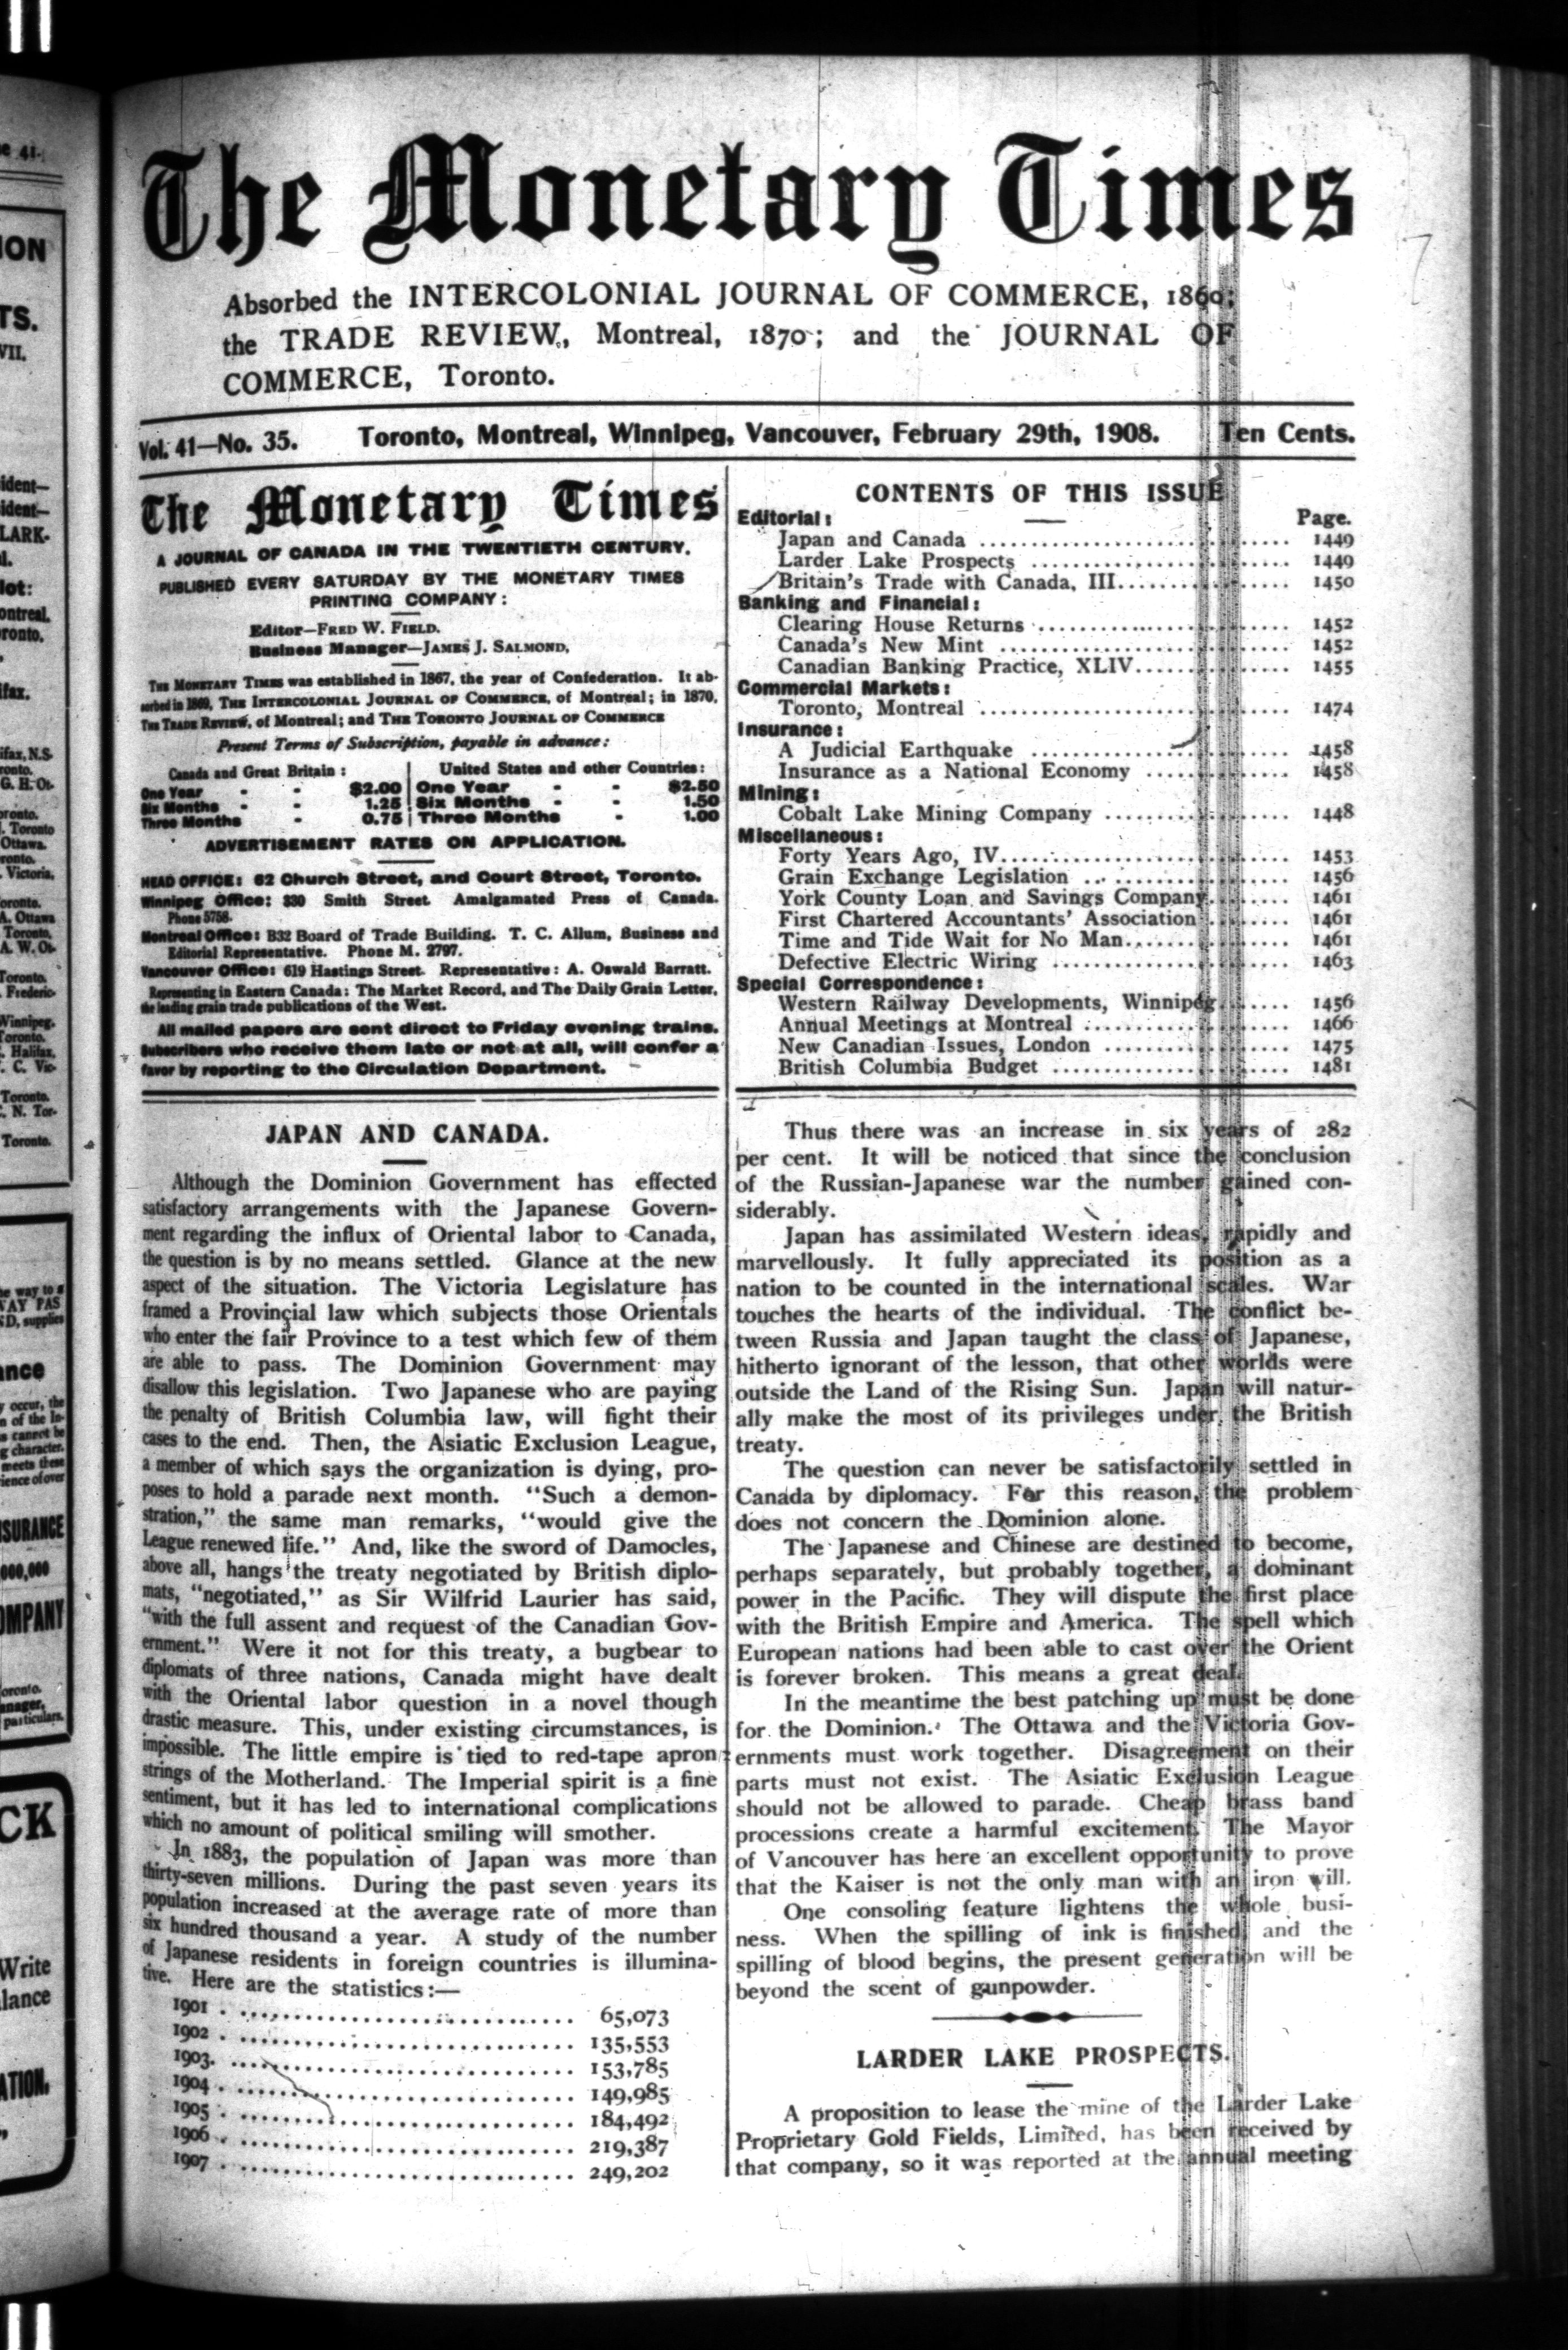 The Monetary Times
Absorbed the INTERCOLONIAL JOURNAL OF COMMERCE, 1869;
the TRADE REVIEW, Montreal, 1870; and the JOURNAL OF
COMMERCE, Toronto.
Vol. 41—No. 35. Toronto, Montreal, Winnipeg, Vancouver, February 29th, 1908. Ten Cents.
The Monetary Times
A JOURNAL OF CANADA IN THE TWENTIETH CENTURY.
PUBLISHED EVERY SATURDAY BY THE MONETARY TIMES
PRINTING COMPANY:
Editor—FRED W. FIELD.
Business Manager—JAMES J. SALMOND,
THE MONETARY TIMES was established in 1867, the year of Confederation. It ab-
sorbed in 1869, THE INTERCOLONIAL JOURNAL OF COMMERCE, of Montreal; in 1870,
THE TRADE REVIEW, of Montreal; and THE TORONTO JOURNAL OF COMMERCE
Present Terms of Subscription, payable in advance:
Canada and Great Britain: United States and other Countries:
One Year - - $2.00 One Year - - $2.50
Six Months - - 1.25 Six Months - - 1.50
Three Months - 0.75 Three Months - 1.00
ADVERTISEMENT RATES ON APPLICATION.
HEAD OFFICE: 62 Church Street, and Court Street, Toronto.
Winnipeg Office: 330 Smith Street. Amalgamated Press of Canada.
Phone 5758.
Montreal Office: B32 Board of Trade Building. T. C. Allum, Business and
Editorial Representative. Phone M. 2797.
Vancouver Office: 619 Hastings Street. Representative: A. Oswald Barratt.
Representing in Eastern Canada: The Market Record, and The Daily Grain Letter,
the leading grain trade publications of the West.
All mailed papers are sent direct to Friday evening trains.
Subscribers who receive them late or not at all, will confer a
favor by reporting to the Circulation Department.
JAPAN AND CANADA.
Although the Dominion Government has effected
satisfactory arrangements with the Japanese Govern-
ment regarding the influx of Oriental labor to Canada,
the question is by no means settled. Glance at the new
aspect of the situation. The Victoria Legislature has
framed a Provincial law which subjects those Orientals
who enter the fair Province to a test which few of them
are able to pass. The Dominion Government may
disallow this legislation. Two Japanese who are paying
the penalty of British Columbia law, will fight their
cases to the end. Then, the Asiatic Exclusion League,
a member of which says the organization is dying, pro-
poses to hold a parade next month. "Such a demon-
stration," the same man remarks, "would give the
League renewed life." And, like the sword of Damocles,
above all, hangs the treaty negotiated by British diplo-
mats, "negotiated," as Sir Wilfrid Laurier has said,
"with the full assent and request of the Canadian Gov-
ernment." Were it not for this treaty, a bugbear to
diplomats of three nations, Canada might have dealt
with the Oriental labor question in a novel though
drastic measure. This, under existing circumstances, is
impossible. The little empire is tied to red-tape apron
strings of the Motherland. The Imperial spirit is a fine
sentiment, but it has led to international complications
which no amount of political smiling will smother.
In 1883, the population of Japan was more than
thirty-seven millions. During the past seven years its
population increased at the average rate of more than
six hundred thousand a year. A study of the number
of Japanese residents in foreign countries is illumina-
tive. Here are the statistics:—
1901 . .............................. 65,073
1902 . .............................. 135,553
1903. .............................. 153,785
1904 . .............................. 149,985
1905 . .............................. 184,492
1906 . .............................. 219,387
1907 . .............................. 249,202
CONTENTS OF THIS ISSUE
Editorial: Page.
Japan and Canada .............................. 1449
Larder Lake Prospects .............................. 1449
Britain's Trade with Canada, III.................... 1450
Banking and Financial:
Clearing House Returns .............................. 1452
Canada's New Mint .............................. 1452
Canadian Banking Practice, XLIV.................... 1455
Commercial Markets:
Toronto, Montreal .............................. 1474
Insurance:
A Judicial Earthquake .............................. 1458
Insurance as a National Economy .................... 1458
Mining:
Cobalt Lake Mining Company .................... 1448
Miscellaneous:
Forty Years Ago, IV.............................. 1453
Grain Exchange Legislation .................... 1456
York County Loan and Savings Company.......... 1461
First Chartered Accountants' Association .......... 1461
Time and Tide Wait for No Man.................... 1461
Defective Electric Wiring .................... 1463
Special Correspondence:
Western Railway Developments, Winnipeg.......... 1456
Annual Meetings at Montreal .................... 1466
New Canadian Issues, London .................... 1475
British Columbia Budget .................... 1481
Thus there was an increase in six years of 282
per cent. It will be noticed that since the conclusion
of the Russian-Japanese war the number gained con-
siderably.
Japan has assimilated Western ideas, rapidly and
marvellously. It fully appreciated its position as a
nation to be counted in the international scales. War
touches the hearts of the individual. The conflict be-
tween Russia and Japan taught the class of Japanese,
hitherto ignorant of the lesson, that other worlds were
outside the Land of the Rising Sun. Japan will natur-
ally make the most of its privileges under the British
treaty.
The question can never be satisfactorily settled in
Canada by diplomacy. For this reason, the problem
does not concern the Dominion alone.
The Japanese and Chinese are destined to become,
perhaps separately, but probably together, a dominant
power in the Pacific. They will dispute the first place
with the British Empire and America. The spell which
European nations had been able to cast over the Orient
is forever broken. This means a great deal.
In the meantime the best patching up must be done
for the Dominion. The Ottawa and the Victoria Gov-
ernments must work together. Disagreement on their
parts must not exist. The Asiatic Exclusion League
should not be allowed to parade. Cheap brass band
processions create a harmful excitement. The Mayor
of Vancouver has here an excellent opportunity to prove
that the Kaiser is not the only man with an iron will.
One consoling feature lightens the whole busi-
ness. When the spilling of ink is finished and the
spilling of blood begins, the present generation will be
beyond the scent of gunpowder.
LARDER LAKE PROSPECTS.
A proposition to lease the mine of the Larder Lake
Proprietary Gold Fields, Limited, has been received by
that company, so it was reported at the annual meeting